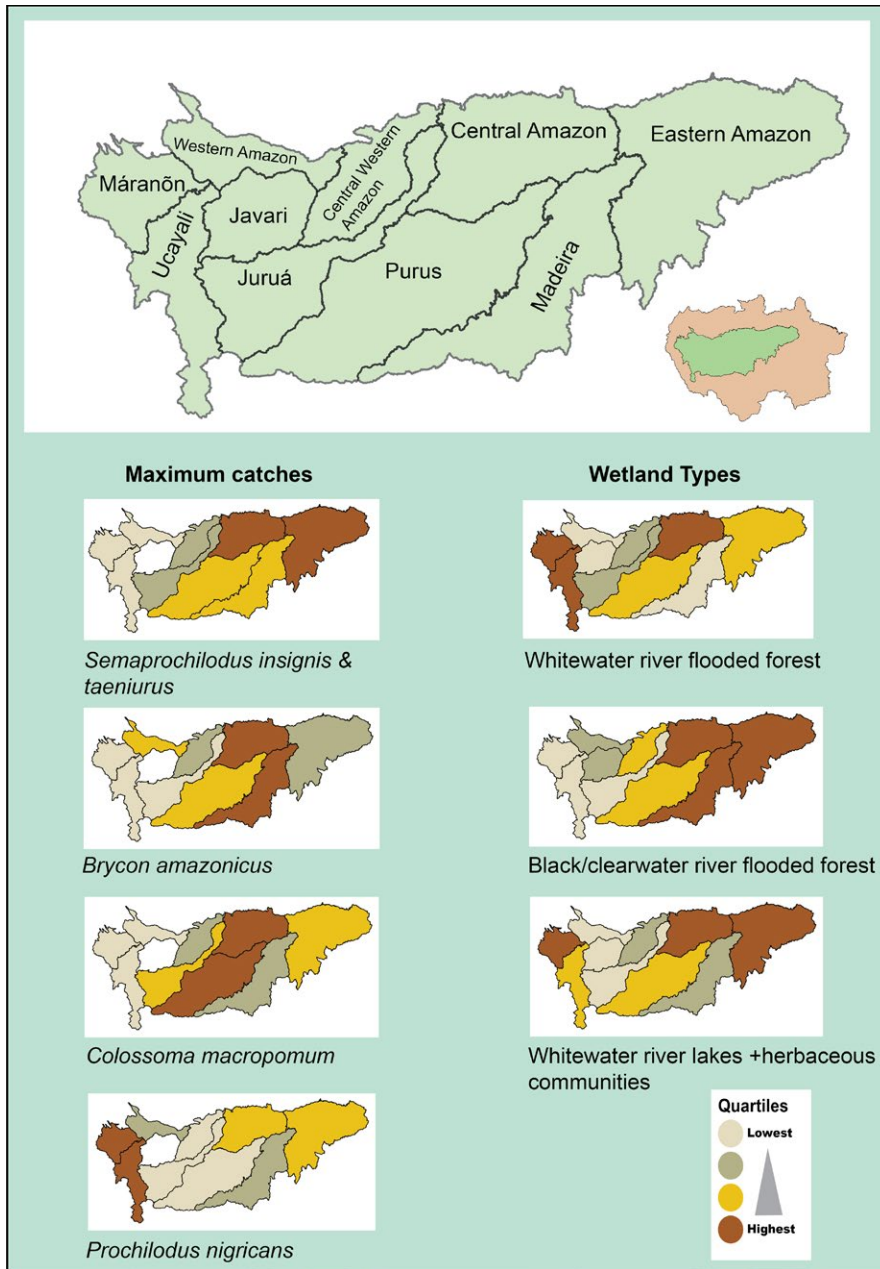 Central Amazon
Eastern Amazon
Western Amazon
Central Western
Amazon
Máranõn
Javari
Ucayali
Juruá
Purus
Madeira
Maximum catches
Wetland Types
Semaprochilodus insignis &
taeniurus
Whitewater river flooded forest
Brycon amazonicus
Black/clearwater river flooded forest
Colossoma macropomum
Whitewater river lakes +herbaceous
communities
Prochilodus nigricans
Quartiles
Lowest
Highest